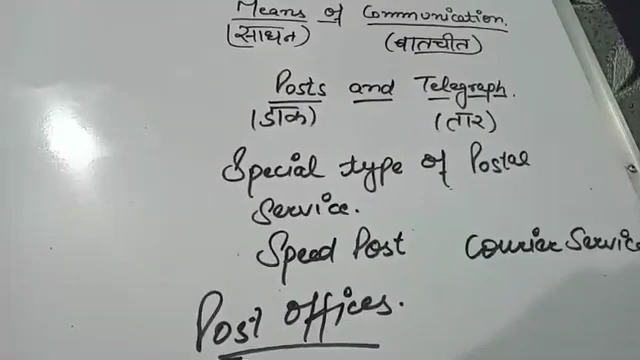 Means of Communication.
(साधन) (बातचीत)
Posts and Telegraph.
(डाक) (तार)
Special type of Postal
Service.
Speed Post Courier Service
Post Offices.